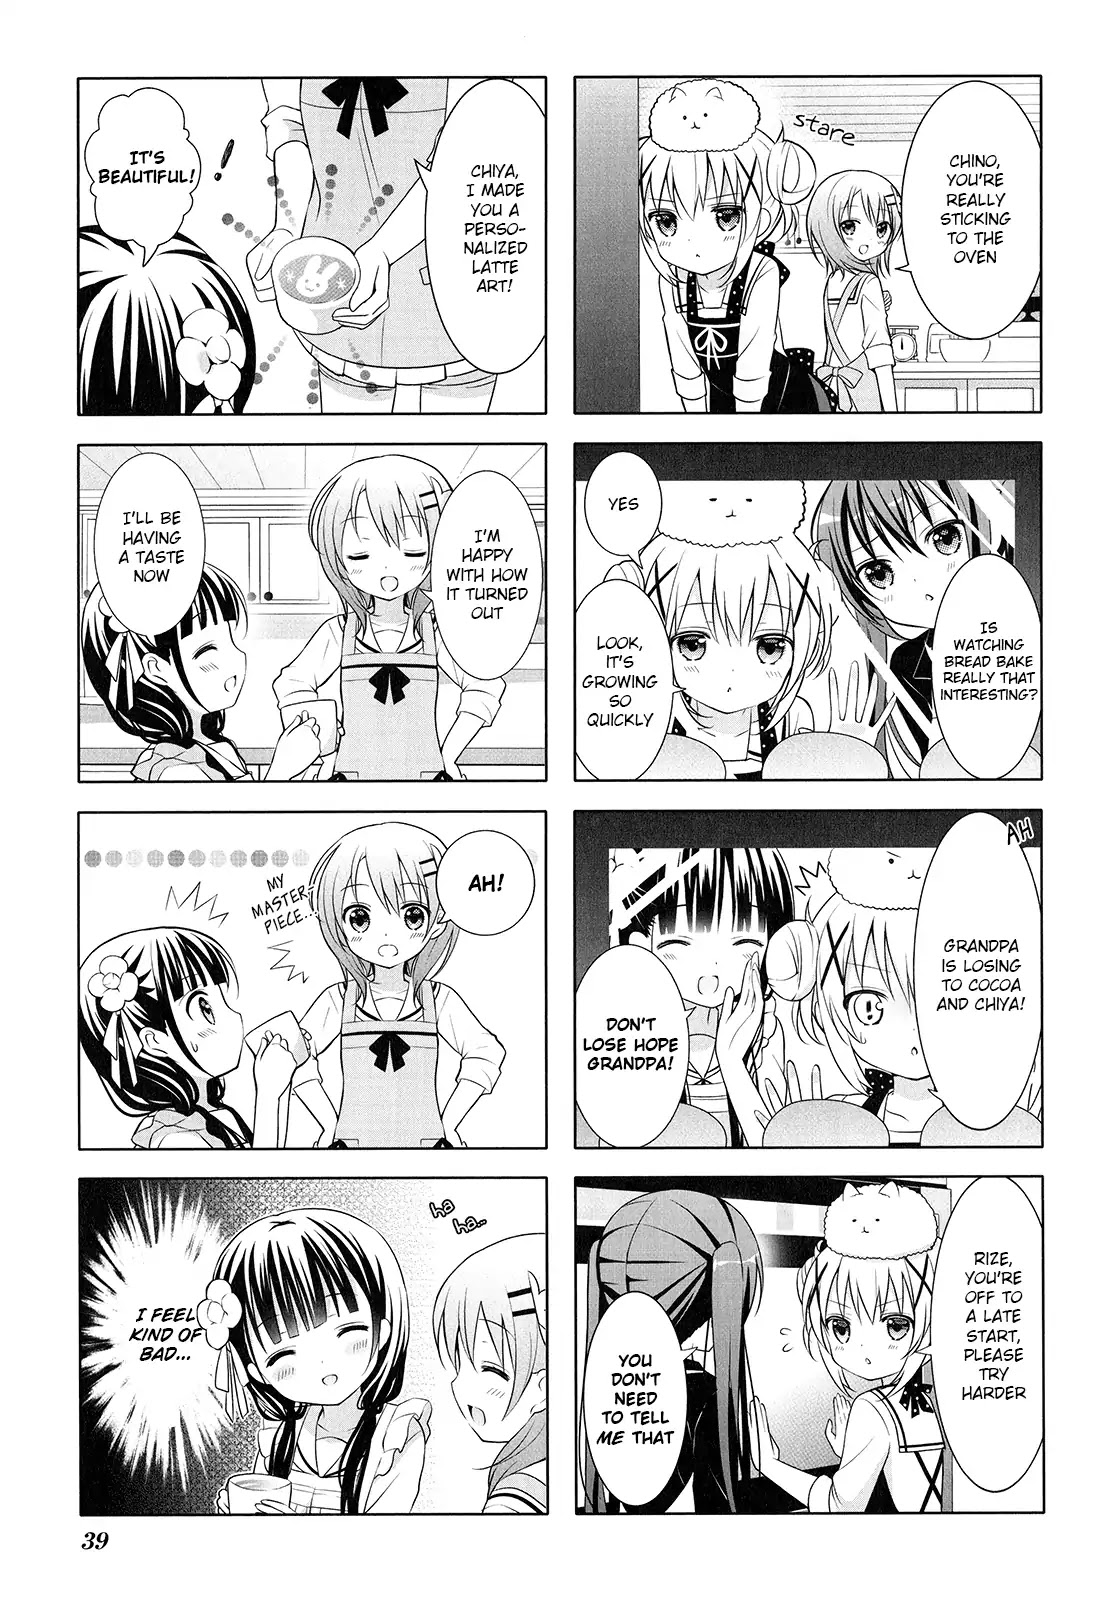 stare
CHINO,
YOU'RE
REALLY
STICKING
TO THE
OVEN
IS
WATCHING
BREAD BAKE
REALLY THAT
INTERESTING?
YES
LOOK,
IT'S
GROWING
SO
QUICKLY
AH
GRANDPA
IS LOSING
TO COCOA
AND CHIYA!
DON'T
LOSE HOPE
GRANDPA!
RIZE,
YOU'RE
OFF TO
A LATE
START,
PLEASE
TRY
HARDER
YOU
DON'T
NEED
TO TELL
ME THAT
CHIYA,
I MADE
YOU A
PERSO-
NALIZED
LATTE
ART!
!
IT'S
BEAUTIFUL!
I'M
HAPPY
WITH HOW
IT TURNED
OUT
I'LL BE
HAVING
A TASTE
NOW
AH!
MY
MASTER-
PIECE...
ha
ha...
I FEEL
KIND OF
BAD...
39